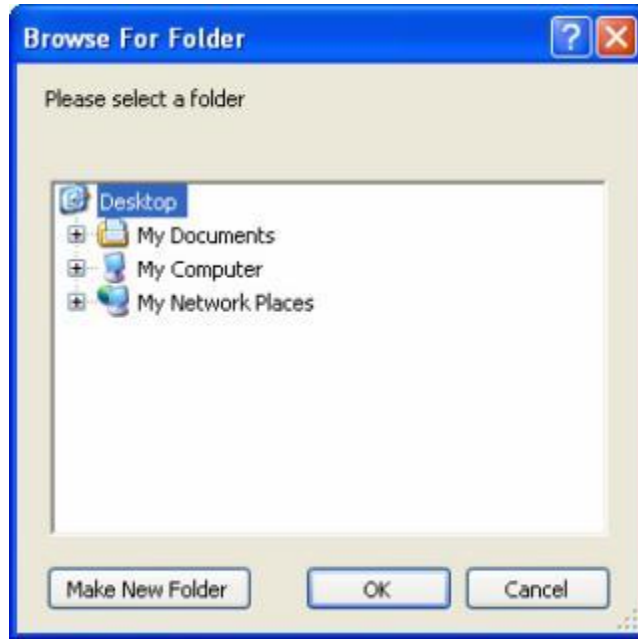 Browse For Folder
Please select a folder
Desktop
My Documents
My Computer
My Network Places
Make New Folder OK Cancel